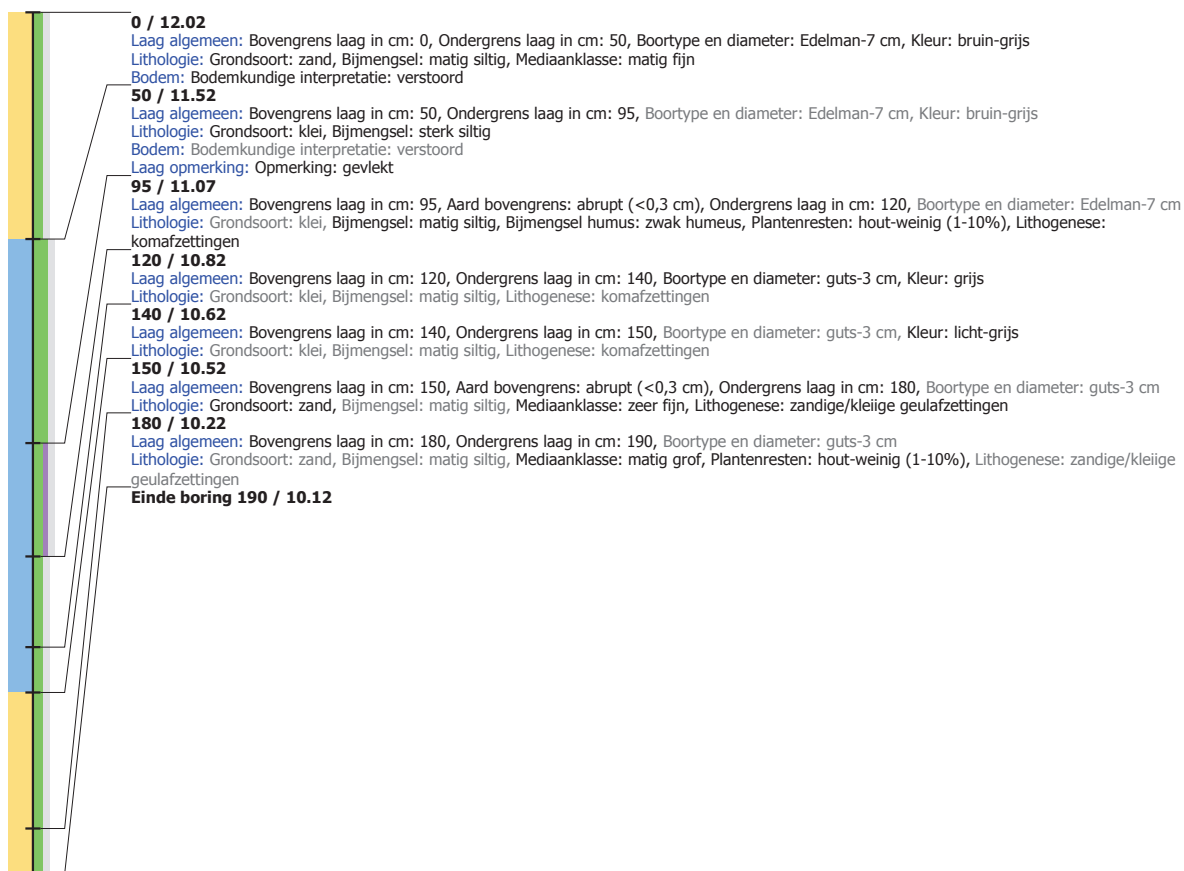 0 / 12.02
Laag algemeen: Bovengrens laag in cm: 0, Ondergrens laag in cm: 50, Boortype en diameter: Edelman-7 cm, Kleur: bruin-grijs
Lithologie: Grondsoort: zand, Bijmengsel: matig siltig, Mediaanklasse: matig fijn
Bodem: Bodemkundige interpretatie: verstoord
50 / 11.52
Laag algemeen: Bovengrens laag in cm: 50, Ondergrens laag in cm: 95, Boortype en diameter: Edelman-7 cm, Kleur: bruin-grijs
Lithologie: Grondsoort: klei, Bijmengsel: sterk siltig
Bodem: Bodemkundige interpretatie: verstoord
Laag opmerking: Opmerking: gevlekt
95 / 11.07
Laag algemeen: Bovengrens laag in cm: 95, Aard bovengrens: abrupt (<0,3 cm), Ondergrens laag in cm: 120, Boortype en diameter: Edelman-7 cm
Lithologie: Grondsoort: klei, Bijmengsel: matig siltig, Bijmengsel humus: zwak humeus, Plantenresten: hout-weinig (1-10%), Lithogenese:
komafzettingen
120 / 10.82
Laag algemeen: Bovengrens laag in cm: 120, Ondergrens laag in cm: 140, Boortype en diameter: guts-3 cm, Kleur: grijs
Lithologie: Grondsoort: klei, Bijmengsel: matig siltig, Lithogenese: komafzettingen
140 / 10.62
Laag algemeen: Bovengrens laag in cm: 140, Ondergrens laag in cm: 150, Boortype en diameter: guts-3 cm, Kleur: licht-grijs
Lithologie: Grondsoort: klei, Bijmengsel: matig siltig, Lithogenese: komafzettingen
150 / 10.52
Laag algemeen: Bovengrens laag in cm: 150, Aard bovengrens: abrupt (<0,3 cm), Ondergrens laag in cm: 180, Boortype en diameter: guts-3 cm
Lithologie: Grondsoort: zand, Bijmengsel: matig siltig, Mediaanklasse: zeer fijn, Lithogenese: zandige/kleiige geulafzettingen
180 / 10.22
Laag algemeen: Bovengrens laag in cm: 180, Ondergrens laag in cm: 190, Boortype en diameter: guts-3 cm
Lithologie: Grondsoort: zand, Bijmengsel: matig siltig, Mediaanklasse: matig grof, Plantenresten: hout-weinig (1-10%), Lithogenese: zandige/kleiige
geulafzettingen
Einde boring 190 / 10.12